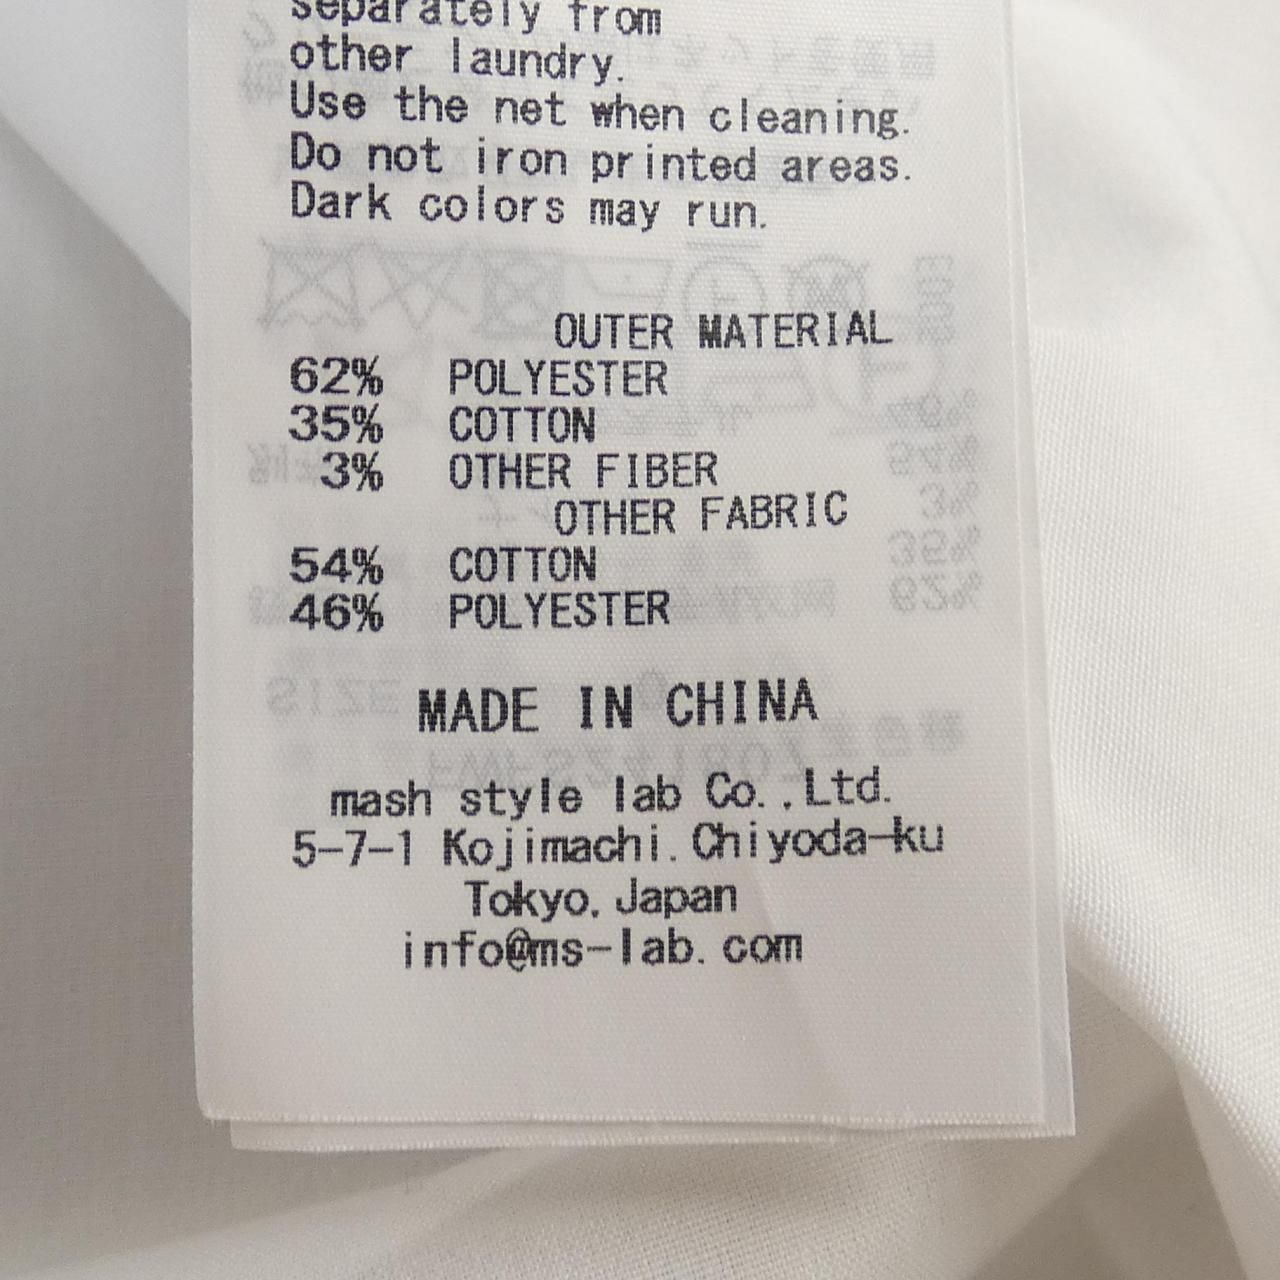 separately from
other laundry.
Use the net when cleaning.
Do not iron printed areas.
Dark colors may run.
OUTER MATERIAL
62% POLYESTER
35% COTTON
3% OTHER FIBER
OTHER FABRIC
54% COTTON
46% POLYESTER
MADE IN CHINA
mash style lab Co.,Ltd.
5-7-1 Kojimachi.Chiyoda-ku
Tokyo,Japan
info@ms-lab.com